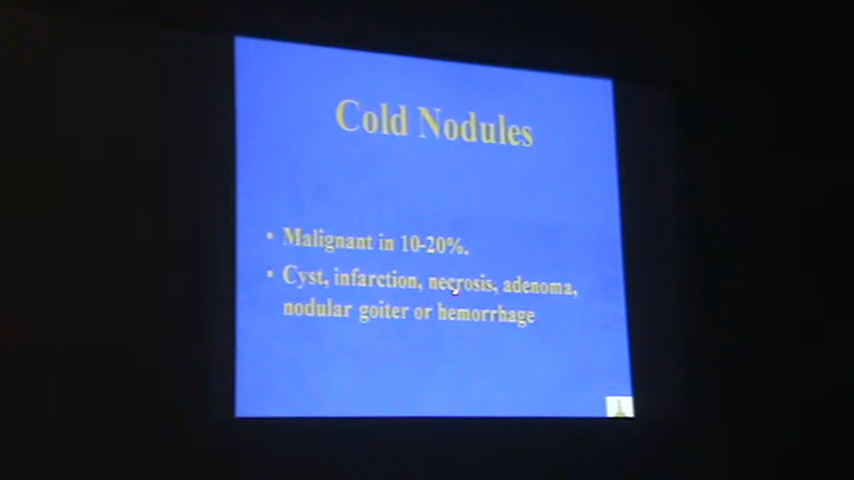 Cold Nodules
• Malignant in 10-20%.
• Cyst, infarction, necrosis, adenoma,
nodular goiter or hemorrhage